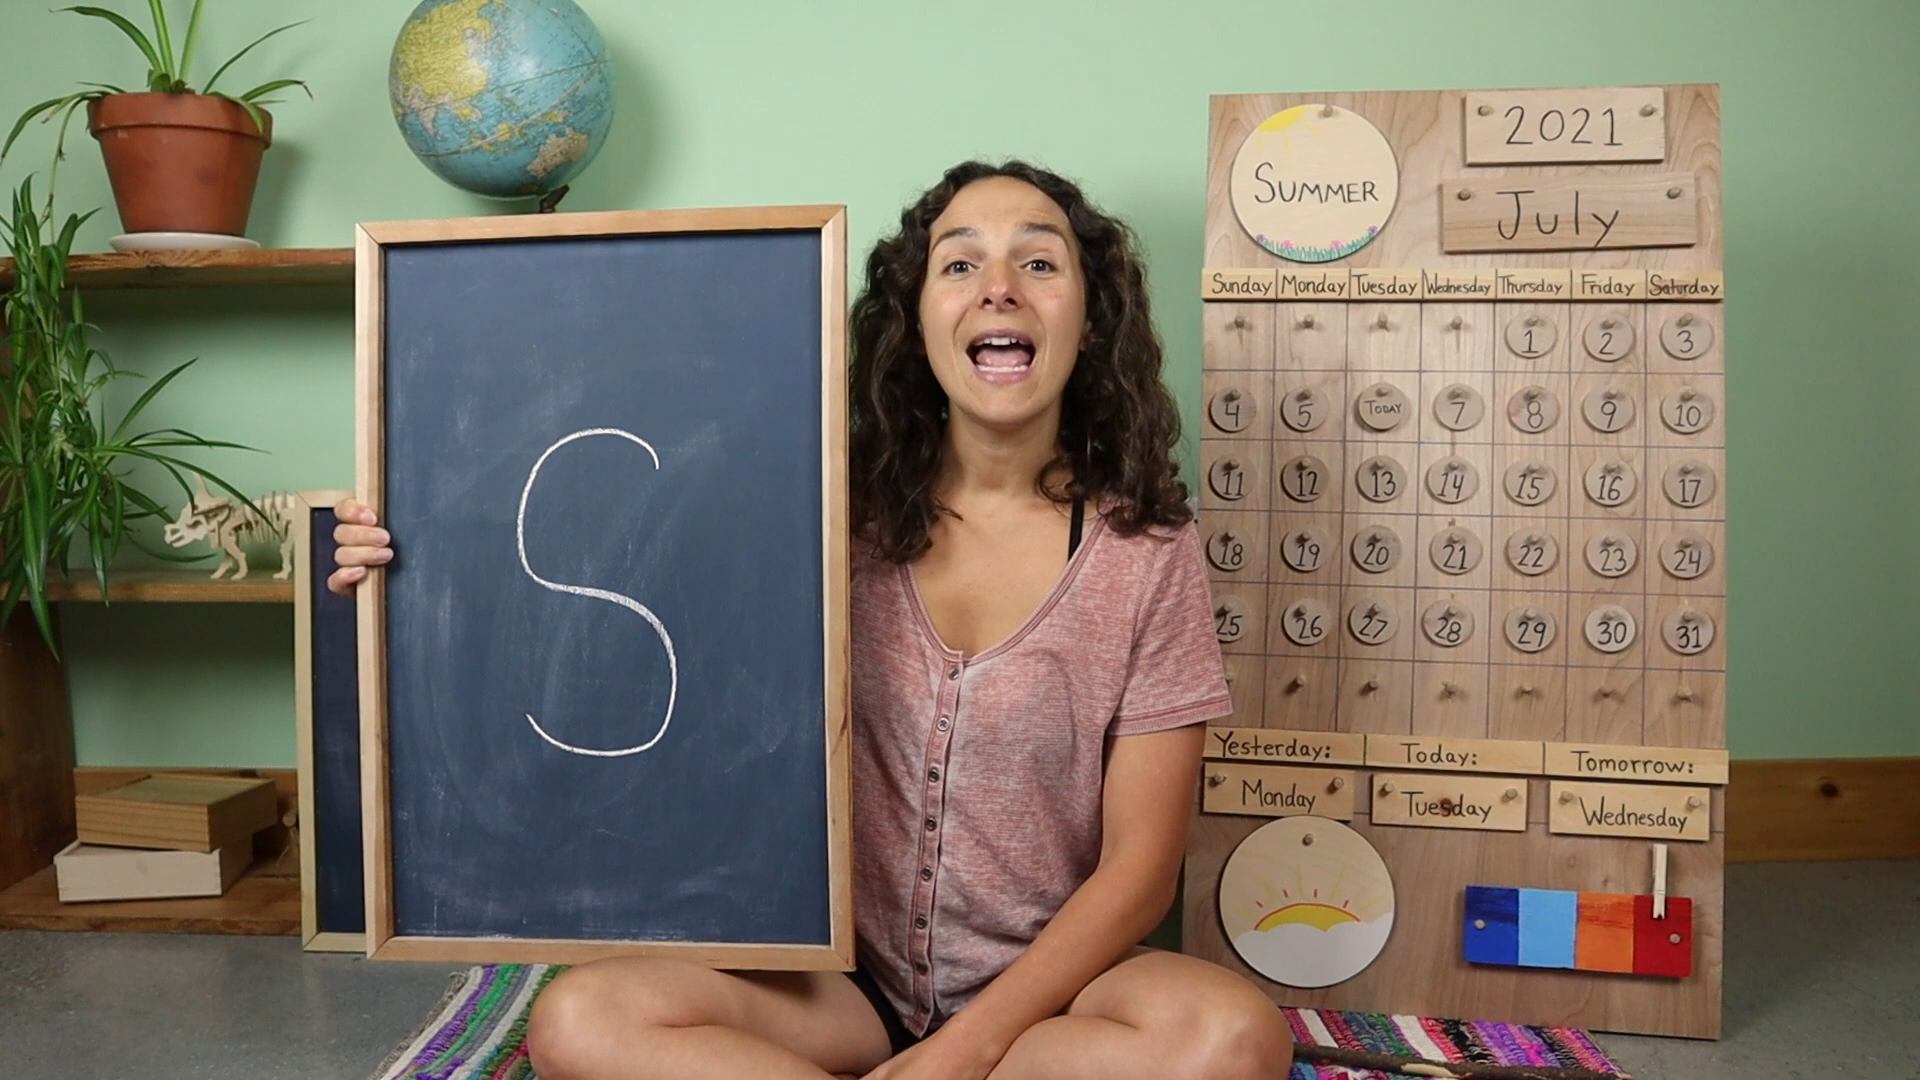 S
SUMMER
2021
July
Sunday Monday Tuesday Wednesday Thursday Friday Saturday
1 2 3
4 5 TODAY 7 8 9 10
11 12 13 14 15 16 17
18 19 20 21 22 23 24
25 26 27 28 29 30 31
Yesterday: Today: Tomorrow:
Monday Tuesday Wednesday